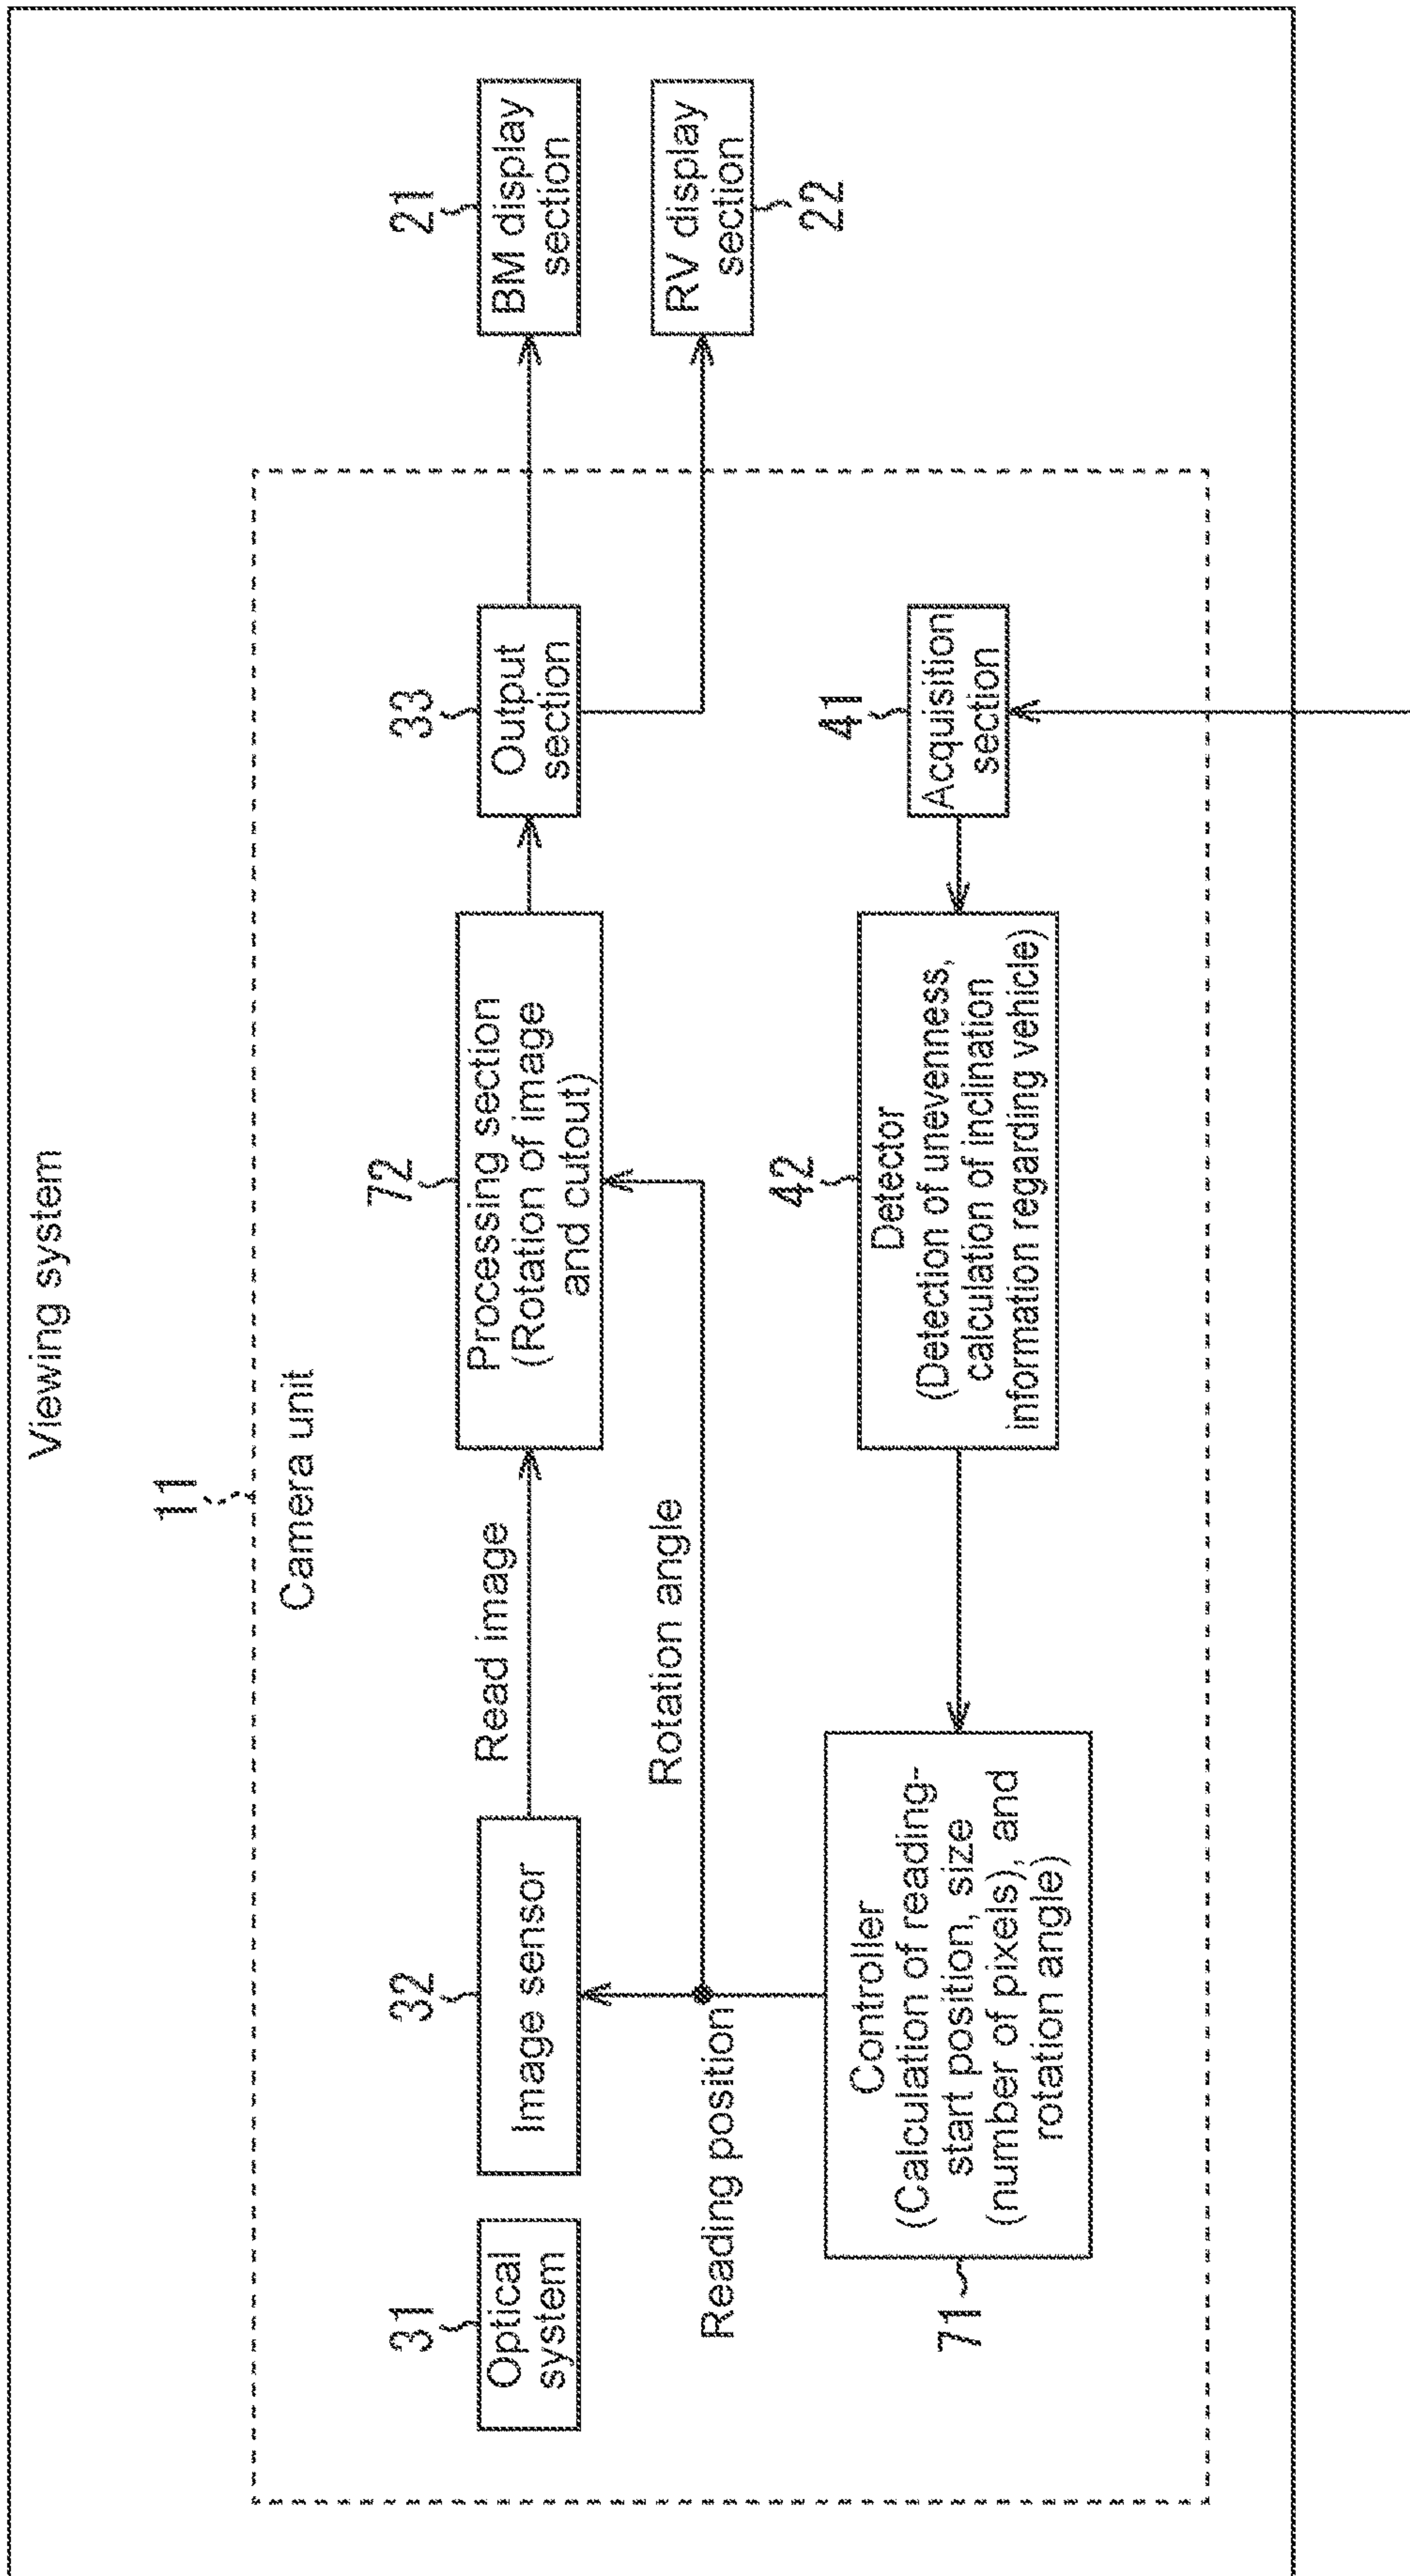 Viewing system
11
Camera unit
31
Optical
system
32
Image sensor
Read image
72
Processing section
(Rotation of image
and cutout)
33
Output
section
21
BM display
section
RV display
section
22
Rotation angle
Reading position
Controller
(Calculation of reading-
start position, size
(number of pixels), and
rotation angle)
71
42
Detector
(Detection of unevenness,
calculation of inclination
information regarding vehicle)
41
Acquisition
section